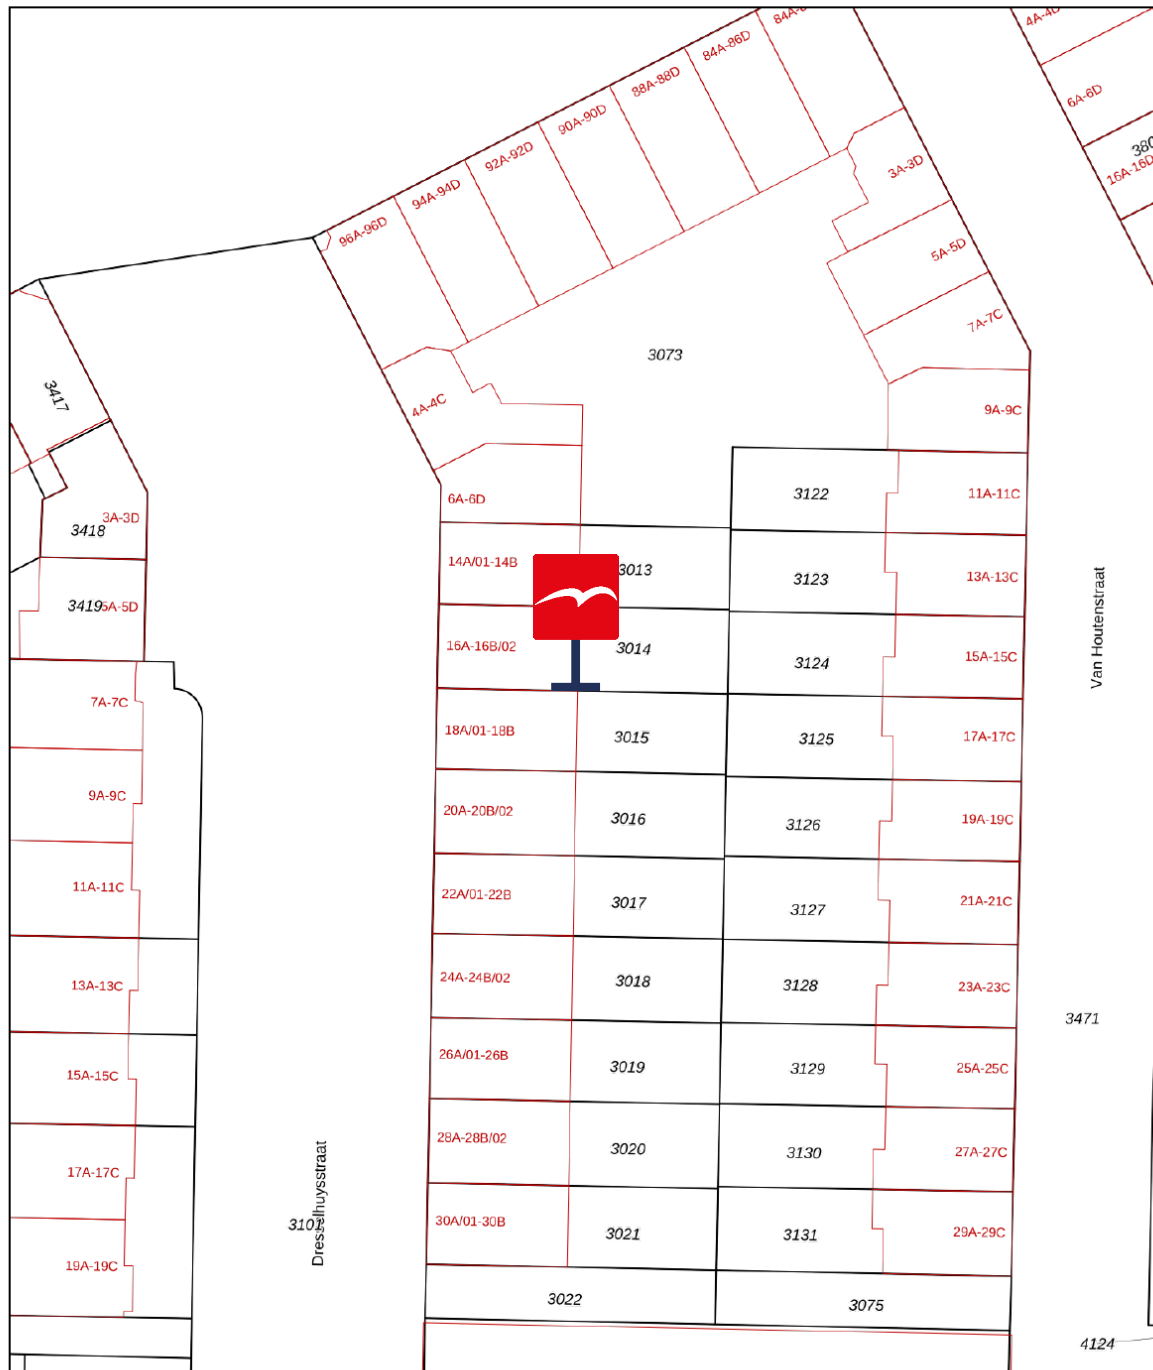 84A-
4A-4D
84A-86D
88A-88D
6A-6D
90A-90D
92A-92D
380
16A-16D
3A-3D
94A-94D
96A-96D
5A-5D
7A-7C
3073
3417
4A-4C
9A-9C
6A-6D
3122
11A-11C
3A-3D
3418
14A/01-14B
3013
3123
13A-13C
3419
5A-5D
16A-16B/02
3014
3124
15A-15C
Van Houtenstraat
7A-7C
18A/01-18B
3015
3125
17A-17C
9A-9C
20A-20B/02
3016
3126
19A-19C
11A-11C
22A/01-22B
3017
3127
21A-21C
13A-13C
24A-24B/02
3018
3128
23A-23C
3471
15A-15C
26A/01-26B
3019
3129
25A-25C
17A-17C
28A-28B/02
3020
3130
27A-27C
Dresselhuysstraat
3101
30A/01-30B
3021
3131
29A-29C
19A-19C
3022
3075
4124